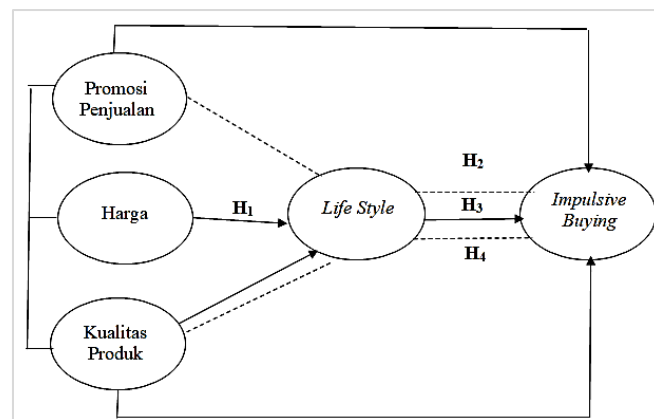 Promosi
Penjualan
Harga
Kualitas
Produk
H1
Life Style
H2
H3
H4
Impulsive
Buying